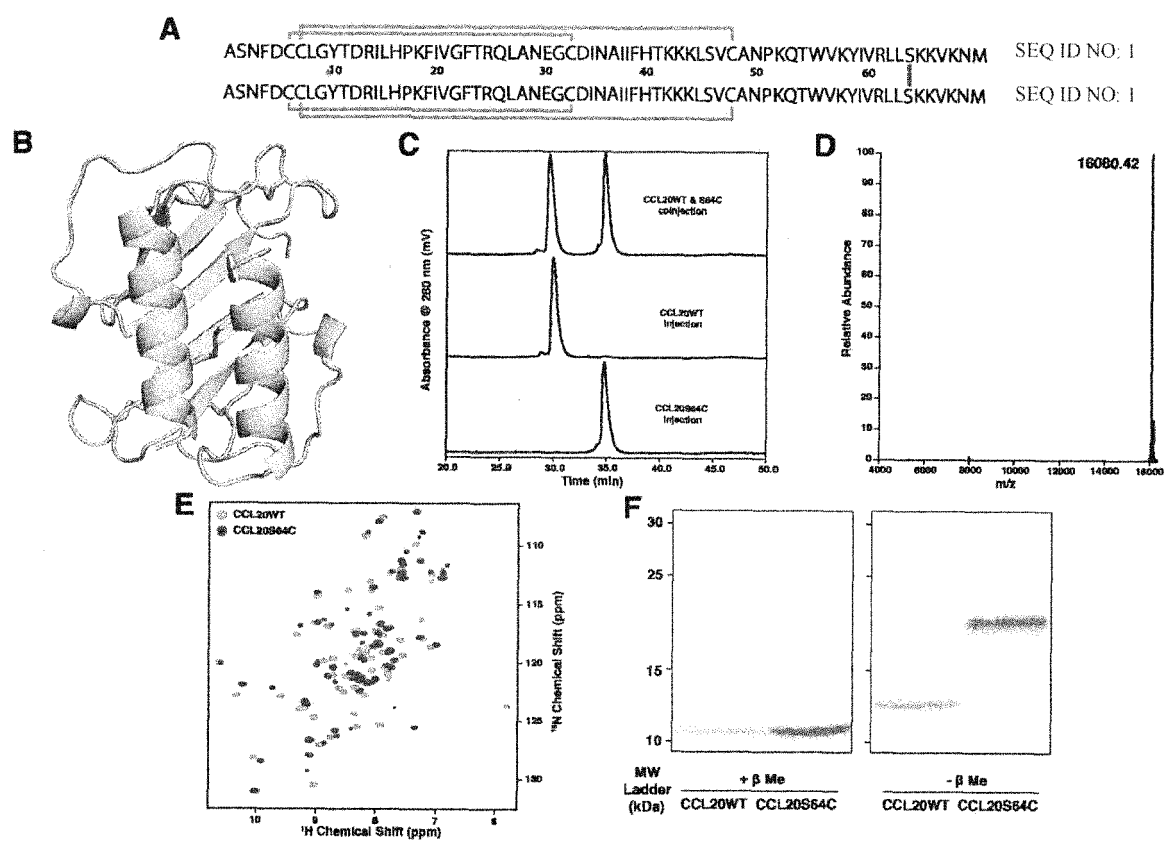 A
ASNFDCCLGYTDRILHPKFIVGFTRQLANEGCDINAIIFHTKKKLSVCANPKQTWVKYIVRLLSKKVKNM SEQ ID NO: 1
10 20 30 40 50 60
ASNFDCCLGYTDRILHPKFIVGFTRQLANEGCDINAIIFHTKKKLSVCANPKQTWVKYIVRLLSKKVKNM SEQ ID NO: 1
B
C
Absorbance @ 280 nm (mV)
CCL20WT & S64C
coinjection
CCL20WT
injection
CCL20S64C
injection
20.0 25.0 30.0 35.0 40.0 45.0 50.0
Time (min)
D
16080.42
Relative Abundance
100
90
80
70
60
50
40
30
20
10
0
4000 6000 8000 10000 12000 14000 16000
m/z
E
CCL20WT
CCL20S64C
110
115
120
125
130
¹⁵N Chemical Shift (ppm)
10 9 8 7 6
¹H Chemical Shift (ppm)
F
30
25
15
10
MW
Ladder
(kDa)
+ β Me
CCL20WT CCL20S64C
- β Me
CCL20WT CCL20S64C